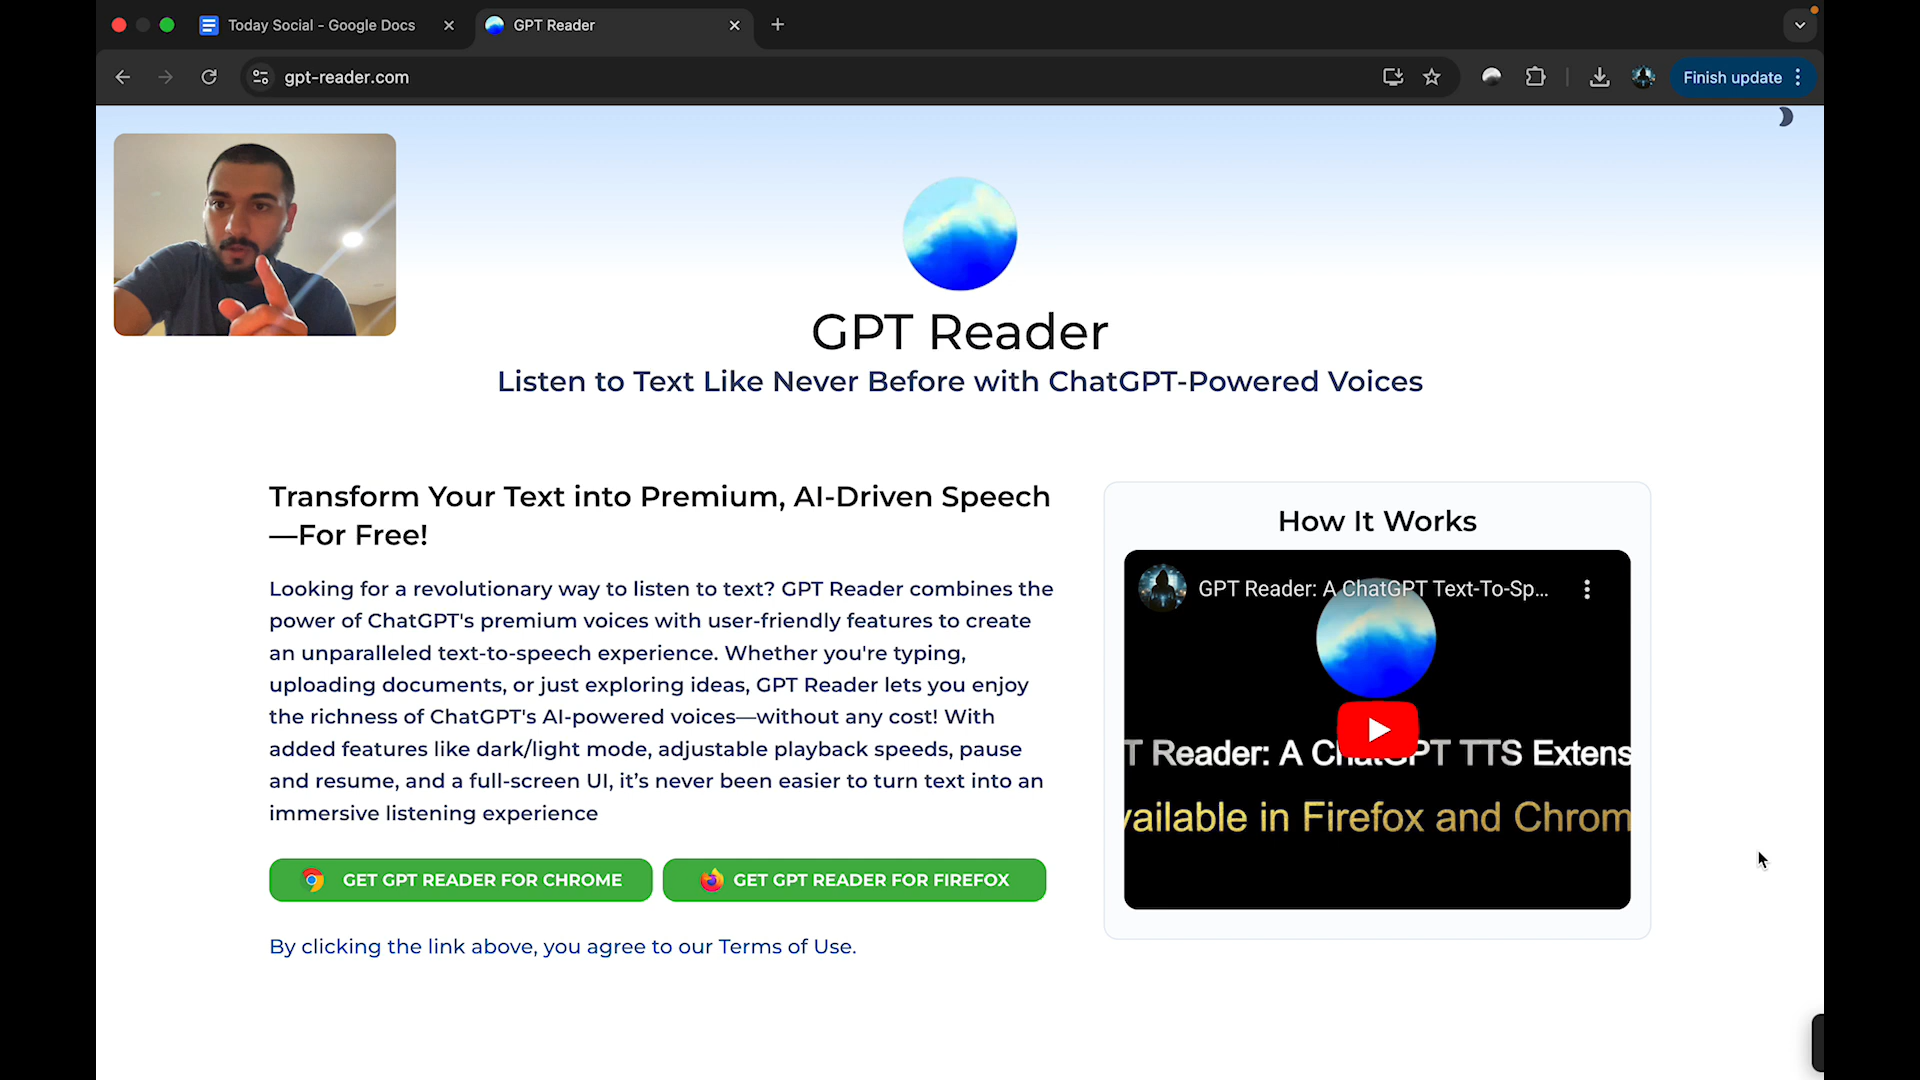 Today Social - Google Docs
GPT Reader
gpt-reader.com
Finish update
GPT Reader
Listen to Text Like Never Before with ChatGPT-Powered Voices
Transform Your Text into Premium, AI-Driven Speech
—For Free!
Looking for a revolutionary way to listen to text? GPT Reader combines the
power of ChatGPT's premium voices with user-friendly features to create
an unparalleled text-to-speech experience. Whether you're typing,
uploading documents, or just exploring ideas, GPT Reader lets you enjoy
the richness of ChatGPT's AI-powered voices—without any cost! With
added features like dark/light mode, adjustable playback speeds, pause
and resume, and a full-screen UI, it’s never been easier to turn text into an
immersive listening experience
GET GPT READER FOR CHROME
GET GPT READER FOR FIREFOX
By clicking the link above, you agree to our Terms of Use.
How It Works
GPT Reader: A ChatGPT Text-To-Sp...
T Reader: A ChatGPT TTS Extens
vailable in Firefox and Chrom